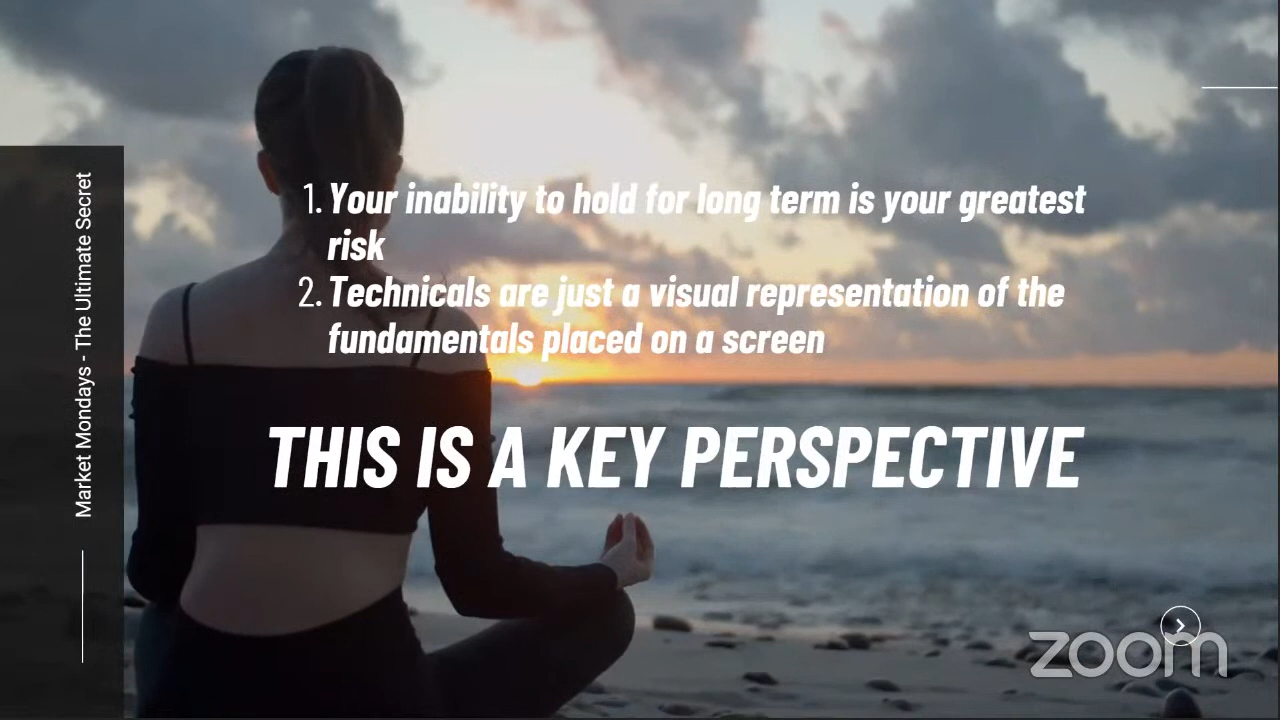 Market Mondays - The Ultimate Secret
1. Your inability to hold for long term is your greatest
risk
2. Technicals are just a visual representation of the
fundamentals placed on a screen
THIS IS A KEY PERSPECTIVE
zoom